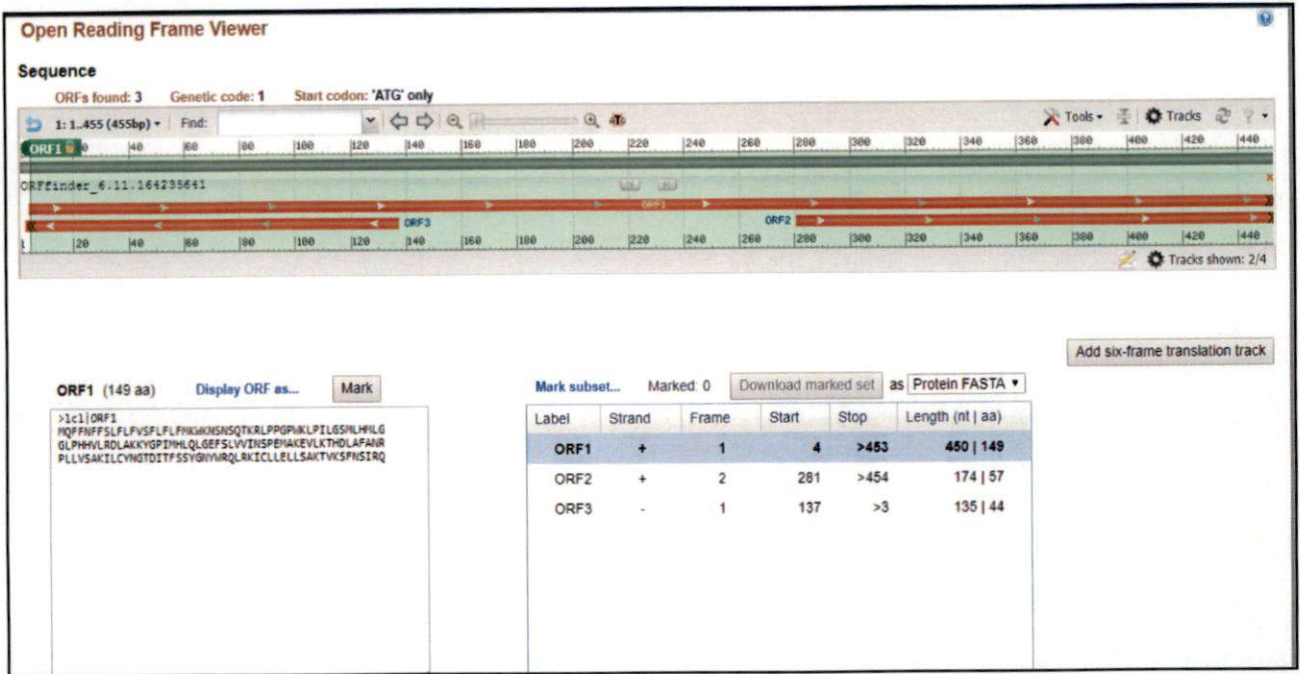 Open Reading Frame Viewer
Sequence
ORFs found: 3 Genetic code: 1 Start codon: 'ATG' only
1: 1..455 (455bp) Find: Tools Tracks ?
ORF1 40 60 80 100 120 140 160 180 200 220 240 260 280 300 320 340 360 380 400 420 440
ORFfinder_6.11.164235641 x
ORF1
ORF3 ORF2
1 20 40 60 80 100 120 140 160 180 200 220 240 260 280 300 320 340 360 380 400 420 440
Tracks shown: 2/4
Add six-frame translation track
ORF1 (149 aa) Display ORF as... Mark
Mark subset... Marked: 0 Download marked set as Protein FASTA
>lcl|ORF1
MQFFNFFSLFLFVSFLFLFNKWKNSNSQTKRLPPGPWKLPILGSMLHMLG
GLPHHVLRDLAKKYGPIMHLQLGEFSLVVINSPEMAKEVLKTHDLAFANR
PLLVSAKILCYNGTDITFSSYGNYWRQLRKICLLELLSAKTVKSFNSIRQ
Label Strand Frame Start Stop Length (nt | aa)
ORF1 + 1 4 >453 450 | 149
ORF2 + 2 281 >454 174 | 57
ORF3 - 1 137 >3 135 | 44